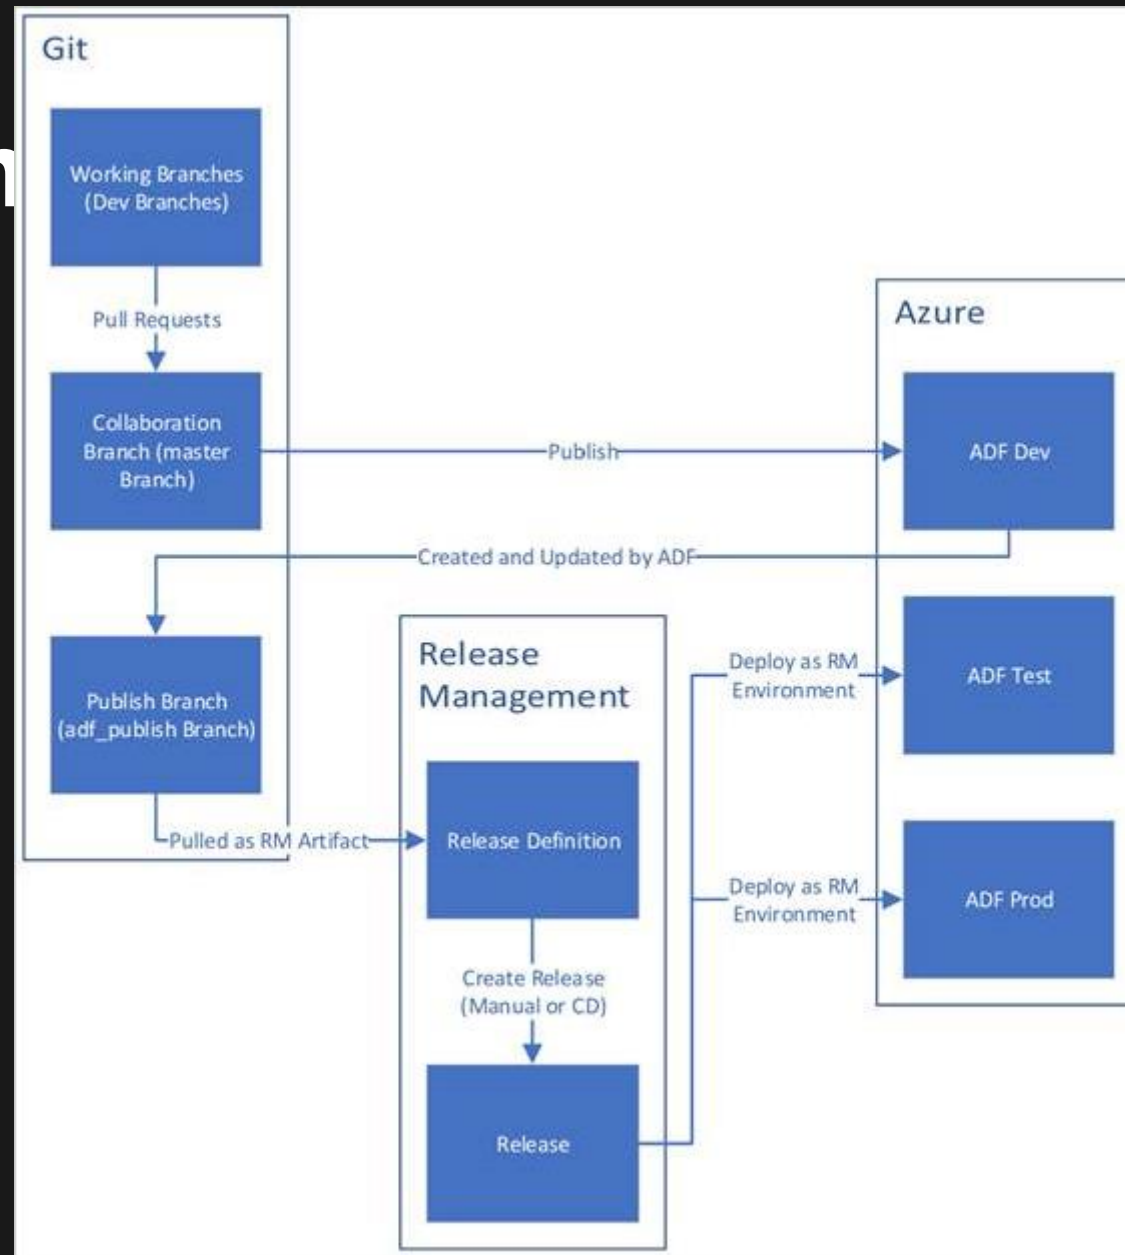 Git
Working Branches
(Dev Branches)
Pull Requests
Collaboration
Branch (master
Branch)
Publish
Azure
ADF Dev
Created and Updated by ADF
Publish Branch
(adf_publish Branch)
Pulled as RM Artifact
Release
Management
Release Definition
Create Release
(Manual or CD)
Release
Deploy as RM
Environment
ADF Test
Deploy as RM
Environment
ADF Prod